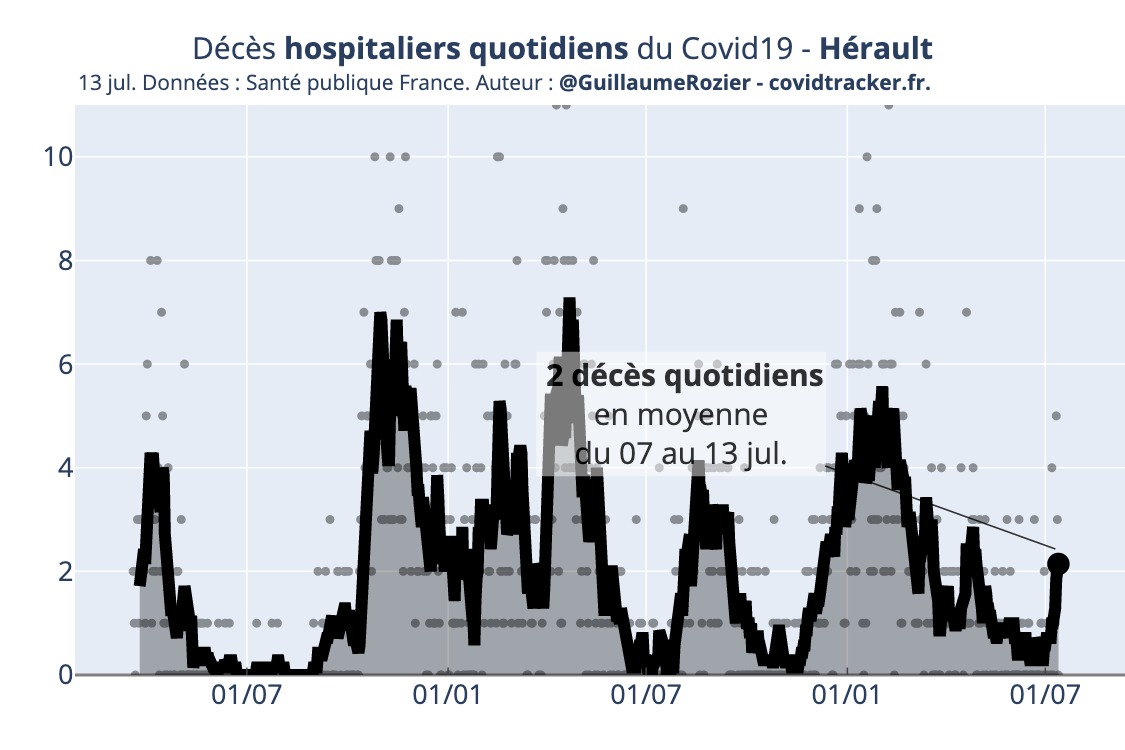 Décès hospitaliers quotidiens du Covid19 - Hérault
13 jul. Données : Santé publique France. Auteur : @GuillaumeRozier - covidtracker.fr.
10
8
6
2 décès quotidiens
en moyenne
du 07 au 13 jul.
4
2
0
01/07
01/01
01/07
01/01
01/07